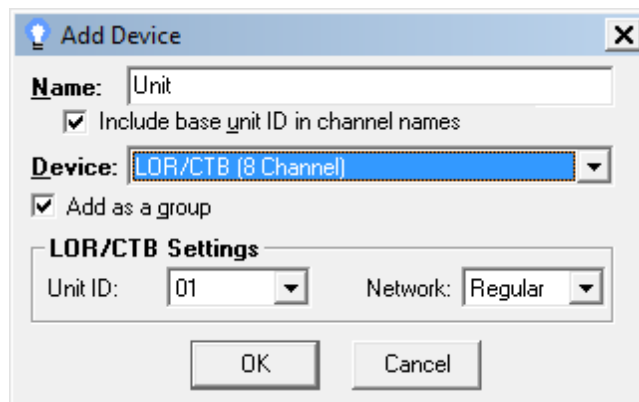 Add Device
Name: Unit
Include base unit ID in channel names
Device: LOR/CTB (8 Channel)
Add as a group
LOR/CTB Settings
Unit ID: 01 Network: Regular
OK Cancel